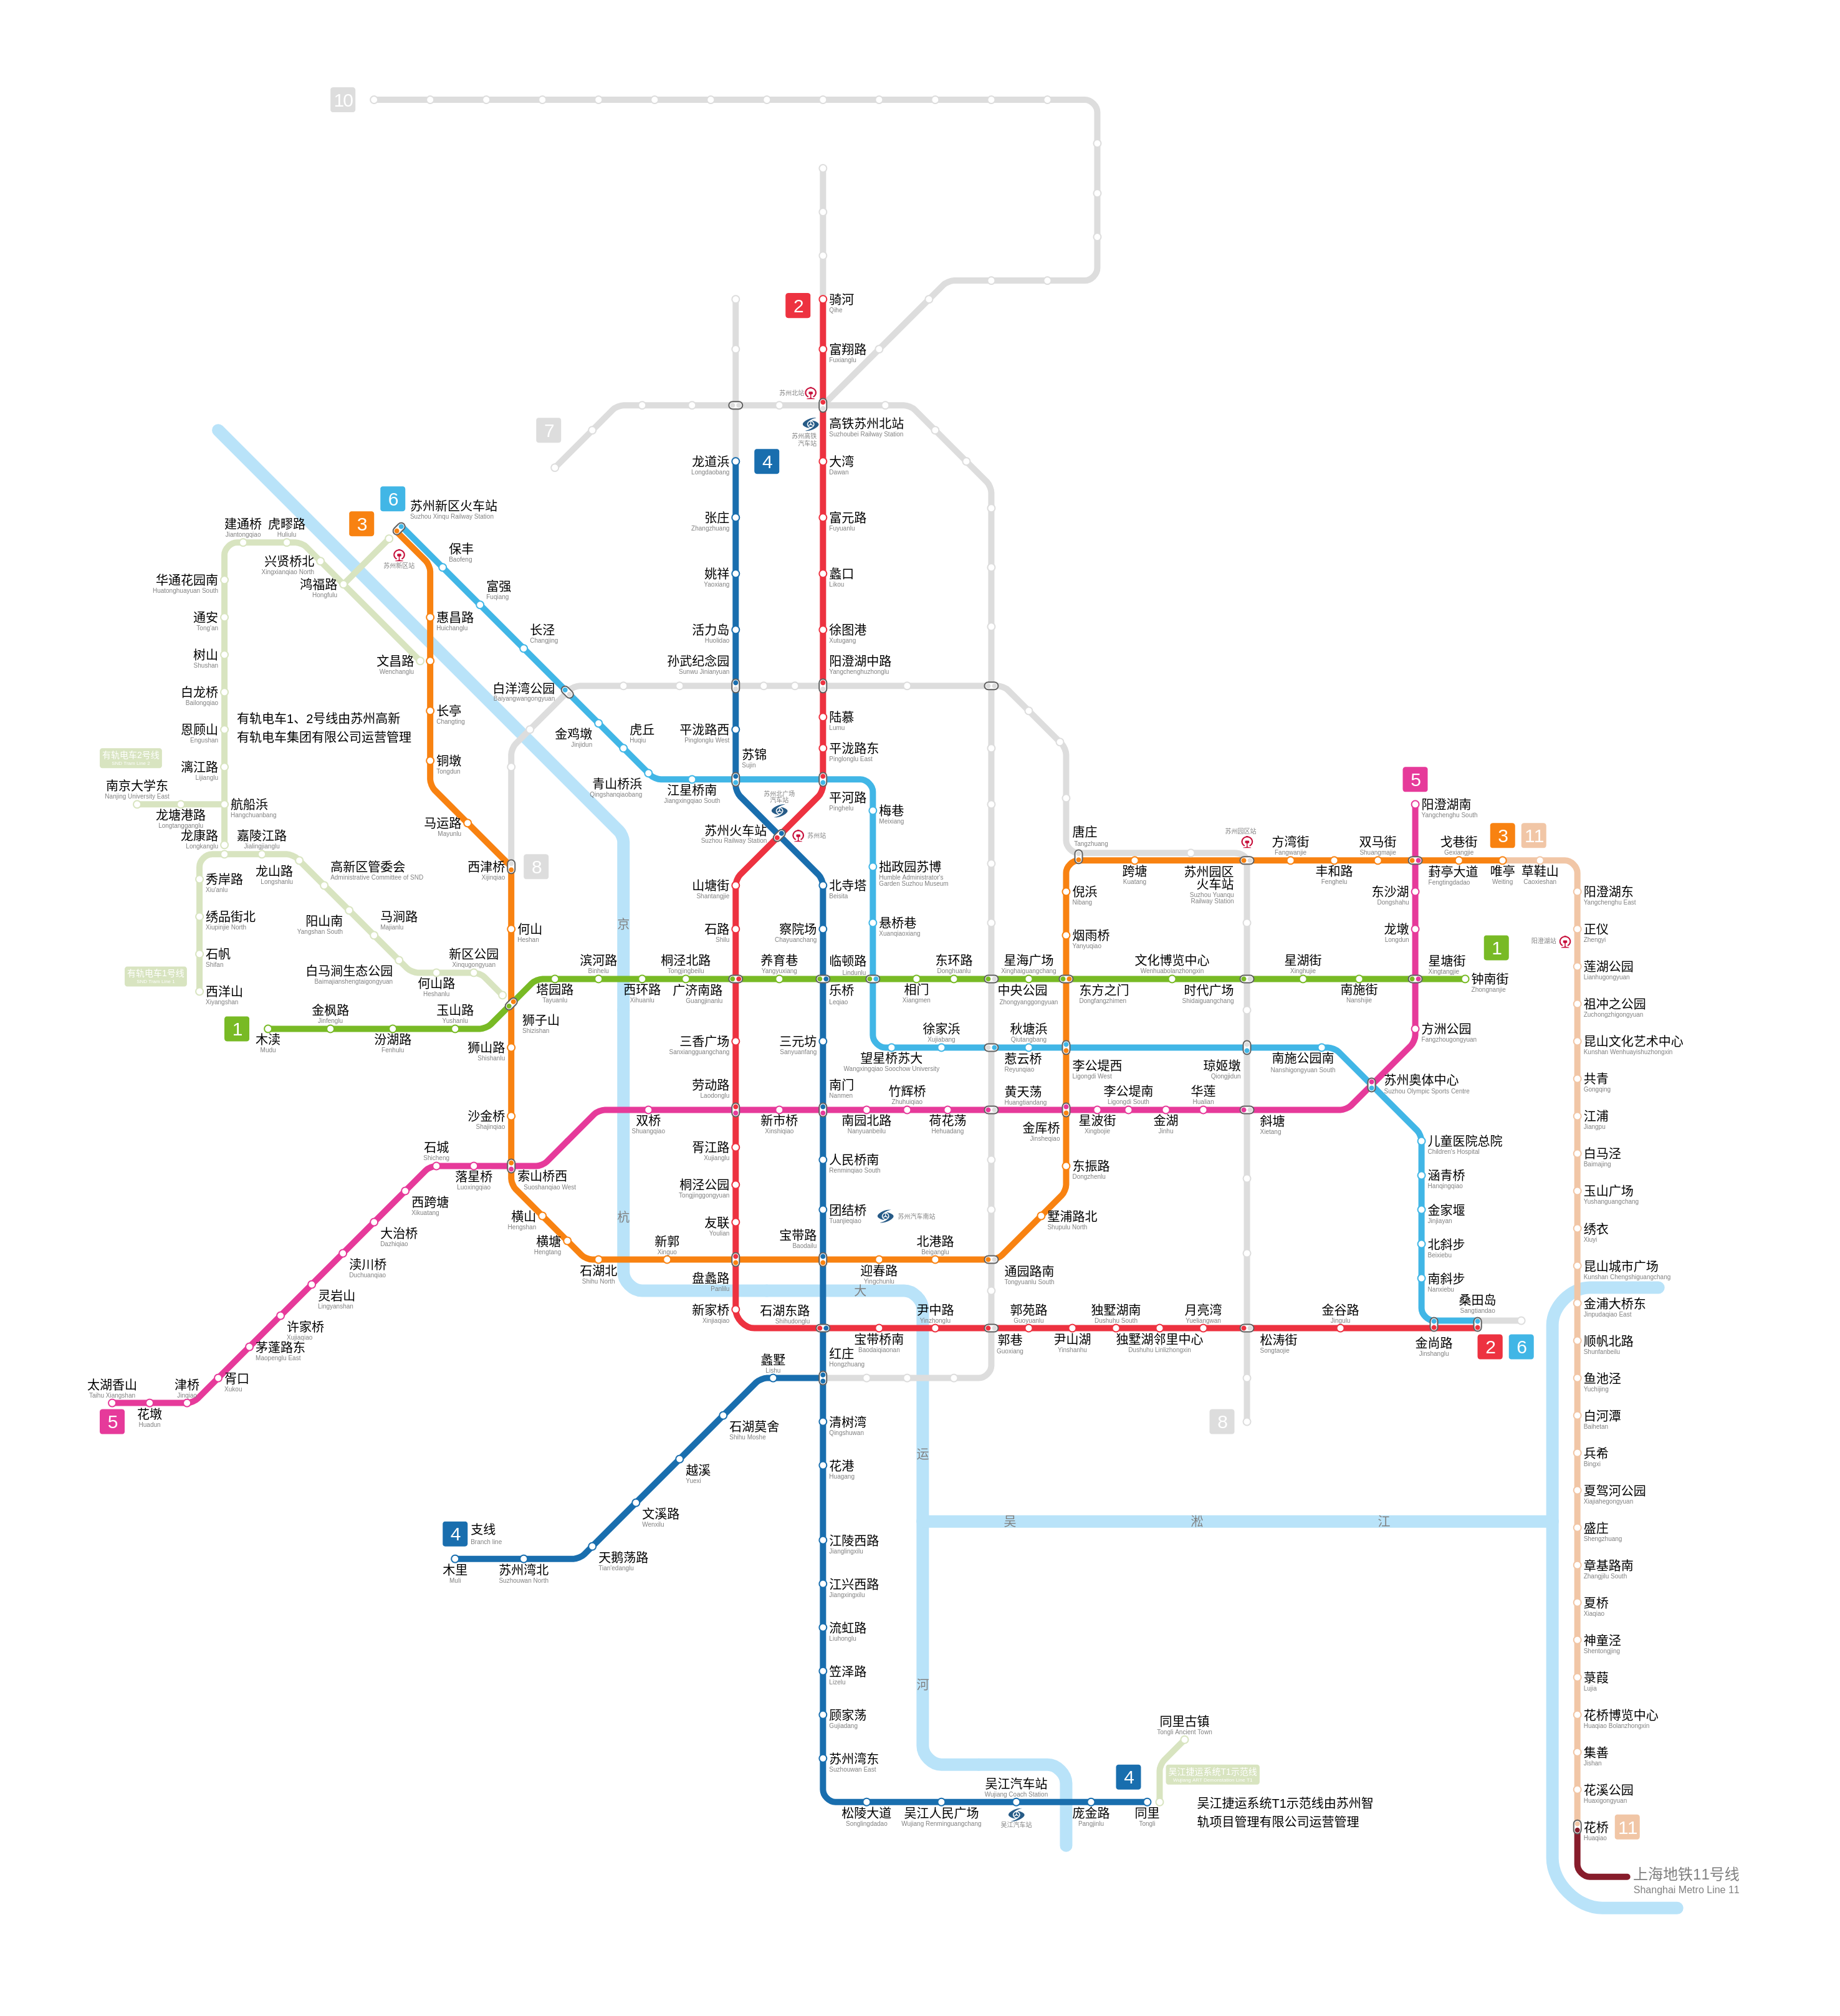 10
2
骑河
Qihe
富翔路
Fuxianglu
苏州北站
7
高铁苏州北站
Suzhoubei Railway Station
苏州高铁
汽车站
龙道浜
Longdaobang
4
大湾
Dawan
6
苏州新区火车站
Suzhou Xinqu Railway Station
3
苏州新区站
张庄
Zhangzhuang
富元路
Fuyuanlu
建通桥
Jiantongqiao
虎疁路
Huliulu
兴贤桥北
Xingxianqiao North
鸿福路
Hongfulu
保丰
Baofeng
富强
Fuqiang
长泾
Changjing
姚祥
Yaoxiang
蠡口
Likou
华通花园南
Huatonghuayuan South
通安
Tong'an
树山
Shushan
白龙桥
Bailongqiao
恩顾山
Engushan
漓江路
Lijianglu
惠昌路
Huichanglu
文昌路
Wenchanglu
长亭
Changting
铜墩
Tongdun
马运路
Mayunlu
西津桥
Xijinqiao
8
活力岛
Huolidao
徐图港
Xutugang
孙武纪念园
Sunwu Jinianyuan
阳澄湖中路
Yangchenghuzhonglu
白洋湾公园
Baiyangwangongyuan
有轨电车1、2号线由苏州高新
有轨电车集团有限公司运营管理
金鸡墩
Jinjidun
虎丘
Huqiu
平泷路西
Pinglonglu West
陆慕
Lumu
平泷路东
Pinglonglu East
苏锦
Sujin
青山桥浜
Qingshanqiaobang
江星桥南
Jiangxingqiao South
苏州北广场
汽车站
平河路
Pinghelu
苏州火车站
Suzhou Railway Station
苏州站
梅巷
Meixiang
有轨电车2号线
南京大学东
Nanjing University East
龙塘港路
Longtangganglu
航船浜
Hangchuanbang
龙康路
Longkanglu
嘉陵江路
Jialingjianglu
龙山路
Longshanlu
高新区管委会
Administrative Committee of SND
秀岸路
Xiu'anlu
绣品街北
Xiupinjie North
石帆
Shifan
有轨电车1号线
西洋山
Xiyangshan
阳山南
Yangshan South
马涧路
Majianlu
白马涧生态公园
Baimajianshengtaigongyuan
何山路
Heshanlu
新区公园
Xinqugongyuan
山塘街
Shantangjie
北寺塔
Beisita
拙政园苏博
Humble Administrator's
Garden Suzhou Museum
石路
Shilu
察院场
Chayuanchang
悬桥巷
Xuanqiaoxiang
何山
Heshan
京
唐庄
Tangzhuang
跨塘
Kuatang
苏州园区站
苏州园区
火车站
Suzhou Yuanqu
Railway Station
方湾街
Fangwanjie
丰和路
Fenghelu
双马街
Shuangmajie
5
阳澄湖南
Yangchenghu South
葑亭大道
Fengtingdadao
戈巷街
Gexiangjie
3
11
唯亭
Weiting
草鞋山
Caoxieshan
倪浜
Nibang
烟雨桥
Yanyuqiao
东沙湖
Dongshahu
龙墩
Longdun
阳澄湖东
Yangchenghu East
正仪
Zhengyi
阳澄湖站
莲湖公园
Lianhugongyuan
祖冲之公园
Zuchongzhigongyuan
昆山文化艺术中心
Kunshan Wenhuayishuzhongxin
共青
Gongqing
江浦
Jiangpu
白马泾
Baimajing
玉山广场
Yushanguangchang
绣衣
Xiuyi
昆山城市广场
Kunshan Chengshiguangchang
金浦大桥东
Jinpudaqiao East
顺帆北路
Shunfanbeilu
鱼池泾
Yuchijing
白河潭
Baihetan
兵希
Bingxi
夏驾河公园
Xiajiahegongyuan
盛庄
Shengzhuang
章基路南
Zhangjilu South
夏桥
Xiaqiao
神童泾
Shentongjing
菉葭
Lujia
花桥博览中心
Huaqiao Bolanzhongxin
集善
Jishan
花溪公园
Huaxigongyuan
花桥
Huaqiao
11
上海地铁11号线
Shanghai Metro Line 11
1
木渎
Mudu
金枫路
Jinfenglu
汾湖路
Fenhulu
玉山路
Yushanlu
狮子山
Shizishan
塔园路
Tayuanlu
滨河路
Binhelu
西环路
Xihuanlu
桐泾北路
Tongjingbeilu
广济南路
Guangjinanlu
养育巷
Yangyuxiang
临顿路
Lindunlu
乐桥
Leqiao
相门
Xiangmen
东环路
Donghuanlu
星海广场
Xinghaiguangchang
中央公园
Zhongyanggongyuan
东方之门
Dongfangzhimen
文化博览中心
Wenhuabolanzhongxin
时代广场
Shidaiguangchang
星湖街
Xinghujie
南施街
Nanshijie
星塘街
Xingtangjie
1
钟南街
Zhongnanjie
狮山路
Shishanlu
沙金桥
Shajinqiao
三香广场
Sanxiangguangchang
三元坊
Sanyuanfang
徐家浜
Xujiabang
望星桥苏大
Wangxingqiao Soochow University
秋塘浜
Qiutangbang
惹云桥
Reyunqiao
李公堤西
Ligongdi West
琼姬墩
Qiongjidun
南施公园南
Nanshigongyuan South
方洲公园
Fangzhougongyuan
苏州奥体中心
Suzhou Olympic Sports Centre
劳动路
Laodonglu
南门
Nanmen
竹辉桥
Zhuhuiqiao
黄天荡
Huangtiandang
李公堤南
Ligongdi South
华莲
Hualian
双桥
Shuangqiao
新市桥
Xinshiqiao
南园北路
Nanyuanbeilu
荷花荡
Hehuadang
金厍桥
Jinsheqiao
星波街
Xingbojie
金湖
Jinhu
斜塘
Xietang
石城
Shicheng
落星桥
Luoxingqiao
索山桥西
Suoshanqiao West
西跨塘
Xikuatang
大治桥
Dazhiqiao
渎川桥
Duchuanqiao
灵岩山
Lingyanshan
许家桥
Xujiaqiao
茅蓬路东
Maopenglu East
胥口
Xukou
津桥
Jinqiao
太湖香山
Taihu Xiangshan
花墩
Huadun
5
横山
Hengshan
横塘
Hengtang
石湖北
Shihu North
新郭
Xinguo
杭
胥江路
Xujianglu
桐泾公园
Tongjinggongyuan
友联
Youlian
盘蠡路
Panlilu
新家桥
Xinjiaqiao
人民桥南
Renminqiao South
团结桥
Tuanjieqiao
苏州汽车南站
宝带路
Baodailu
迎春路
Yingchunlu
北港路
Beiganglu
大
通园路南
Tongyuanlu South
墅浦路北
Shupulu North
东振路
Dongzhenlu
儿童医院总院
Children's Hospital
涵青桥
Hanqingqiao
金家堰
Jinjiayan
北斜步
Beixiebu
南斜步
Nanxiebu
桑田岛
Sangtiandao
石湖东路
Shihudonglu
宝带桥南
Baodaiqiaonan
尹中路
Yinzhonglu
郭苑路
Guoyuanlu
郭巷
Guoxiang
尹山湖
Yinshanhu
独墅湖南
Dushuhu South
独墅湖邻里中心
Dushuhu Linlizhongxin
月亮湾
Yueliangwan
松涛街
Songtaojie
金谷路
Jingulu
金尚路
Jinshanglu
2
6
8
红庄
Hongzhuang
蠡墅
Lishu
石湖莫舍
Shihu Moshe
越溪
Yuexi
文溪路
Wenxilu
天鹅荡路
Tian'edanglu
4
支线
Branch line
木里
Muli
苏州湾北
Suzhouwan North
清树湾
Qingshuwan
花港
Huagang
运
吴
淞
江
江陵西路
Jianglingxilu
江兴西路
Jiangxingxilu
流虹路
Liuhonglu
笠泽路
Lizelu
河
顾家荡
Gujiadang
苏州湾东
Suzhouwan East
松陵大道
Songlingdadao
吴江人民广场
Wujiang Renminguangchang
吴江汽车站
Wujiang Coach Station
吴江汽车站
庞金路
Pangjinlu
4
同里
Tongli
同里古镇
Tongli Ancient Town
吴江捷运系统T1示范线
吴江捷运系统T1示范线由苏州智
轨项目管理有限公司运营管理